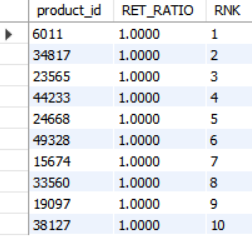 product_id RET_RATIO RNK
6011 1.0000 1
34817 1.0000 2
23565 1.0000 3
44233 1.0000 4
24668 1.0000 5
49328 1.0000 6
15674 1.0000 7
33560 1.0000 8
19097 1.0000 9
38127 1.0000 10